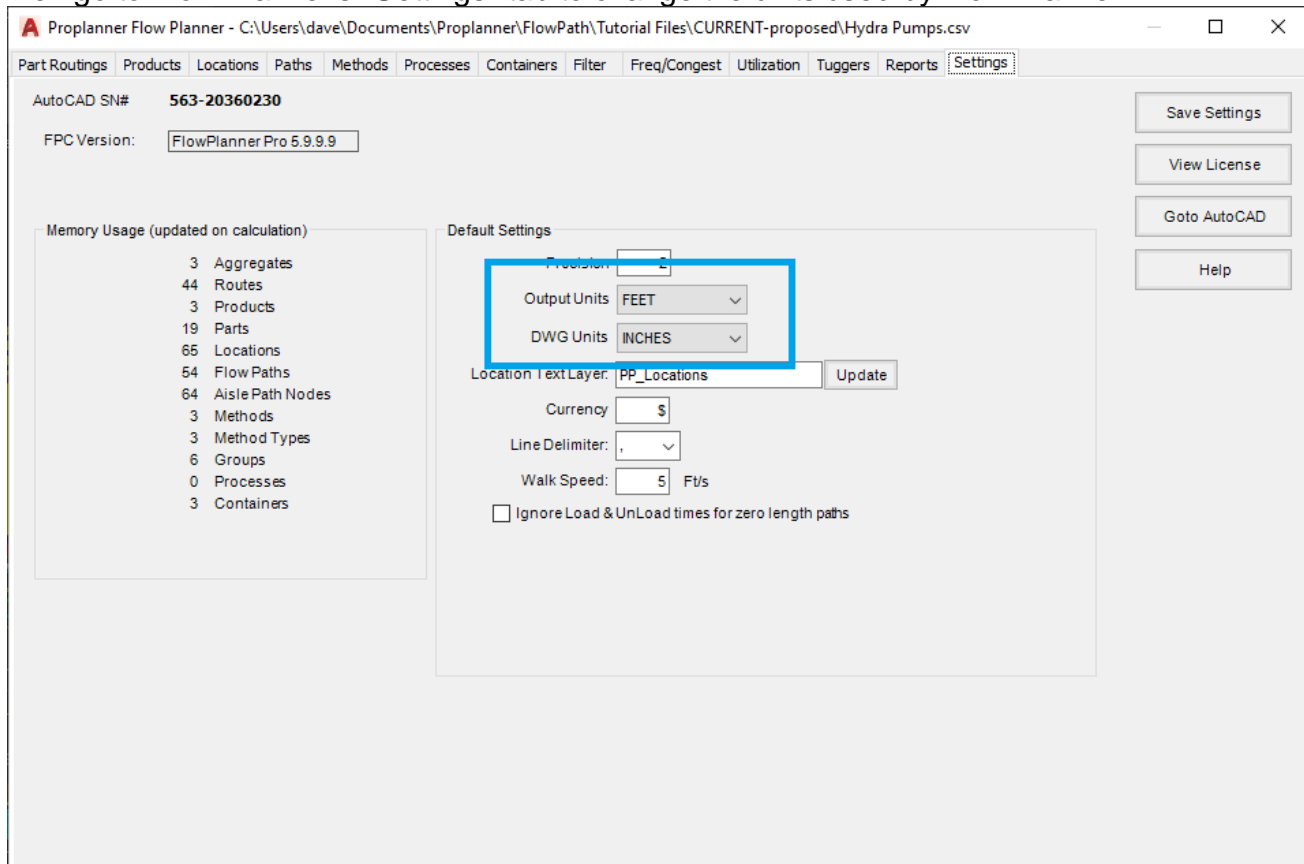 Proplanner Flow Planner - C:\Users\dave\Documents\Proplanner\FlowPath\Tutorial Files\CURRENT-proposed\Hydra Pumps.csv
Part Routings Products Locations Paths Methods Processes Containers Filter Freq/Congest Utilization Tuggers Reports Settings
AutoCAD SN# 563-20360230
FPC Version: FlowPlanner Pro 5.9.9.9
Save Settings
View License
Goto AutoCAD
Help
Memory Usage (updated on calculation)
3 Aggregates
44 Routes
3 Products
19 Parts
65 Locations
54 Flow Paths
64 Aisle Path Nodes
3 Methods
3 Method Types
6 Groups
0 Processes
3 Containers
Default Settings
Precision 2
Output Units FEET
DWG Units INCHES
Location Text Layer: PP_Locations Update
Currency $
Line Delimiter: ,
Walk Speed: 5 Ft/s
Ignore Load & UnLoad times for zero length paths